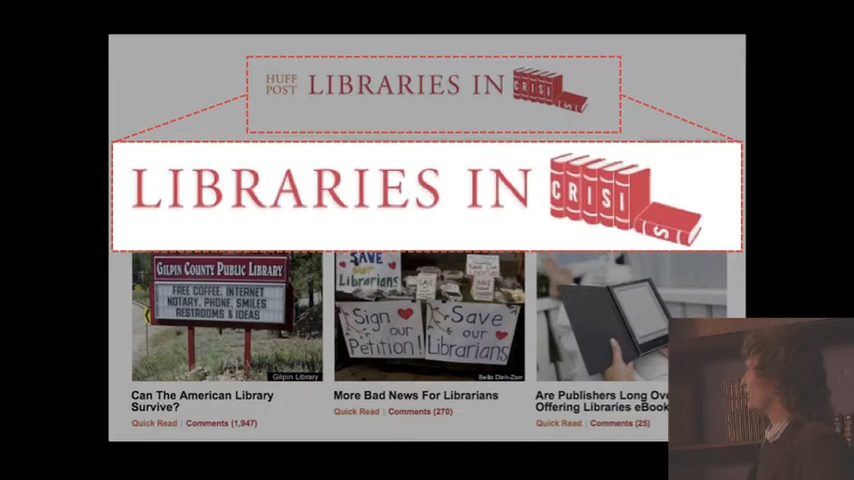 HUFF
POST
LIBRARIES IN CRISIS
LIBRARIES IN CRISIS
GILPIN COUNTY PUBLIC LIBRARY
FREE COFFEE, INTERNET
NOTARY, PHONE, SMILES
RESTROOMS & IDEAS
Gilpin Library
SAVE
our
Librarians
Sign
our
Petition!
Save
our
Librarians
Bella Dinh-Zarr
Can The American Library
Survive?
Quick Read | Comments (1,947)
More Bad News For Librarians
Quick Read | Comments (270)
Are Publishers Long Ove
Offering Libraries eBook
Quick Read | Comments (25)